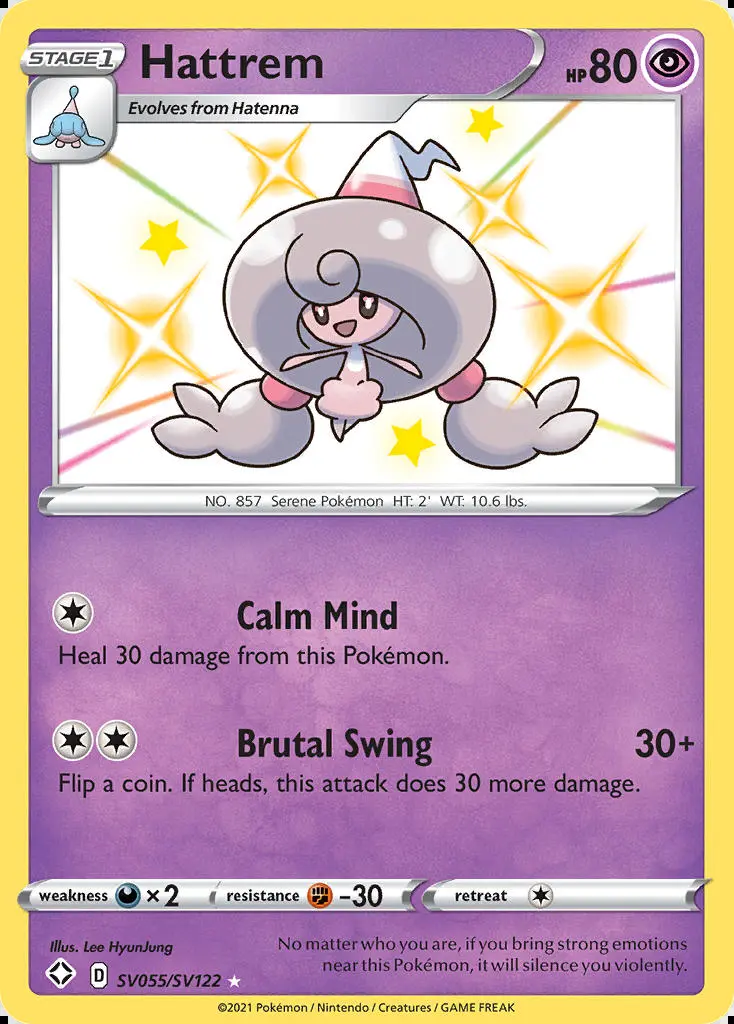 STAGE1
Hattrem
HP80
Evolves from Hatenna
NO. 857 Serene Pokémon HT: 2' WT: 10.6 lbs.
Calm Mind
Heal 30 damage from this Pokémon.
Brutal Swing 30+
Flip a coin. If heads, this attack does 30 more damage.
weakness ×2 resistance -30 retreat
Illus. Lee HyunJung
No matter who you are, if you bring strong emotions
near this Pokémon, it will silence you violently.
D SV055/SV122
©2021 Pokémon / Nintendo / Creatures / GAME FREAK